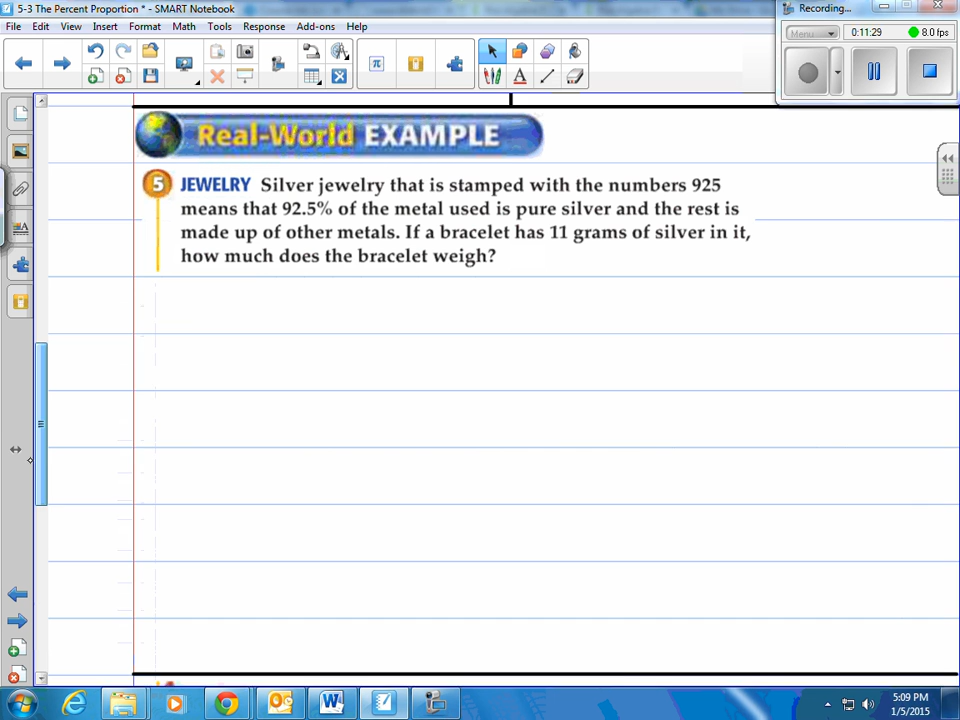 5-3 The Percent Proportion * - SMART Notebook
Recording...
File Edit View Insert Format Math Tools Response Add-ons Help
Menu 0:11:29 8.0 fps
Real-World EXAMPLE
5 JEWELRY Silver jewelry that is stamped with the numbers 925
means that 92.5% of the metal used is pure silver and the rest is
made up of other metals. If a bracelet has 11 grams of silver in it,
how much does the bracelet weigh?
5:09 PM
1/5/2015